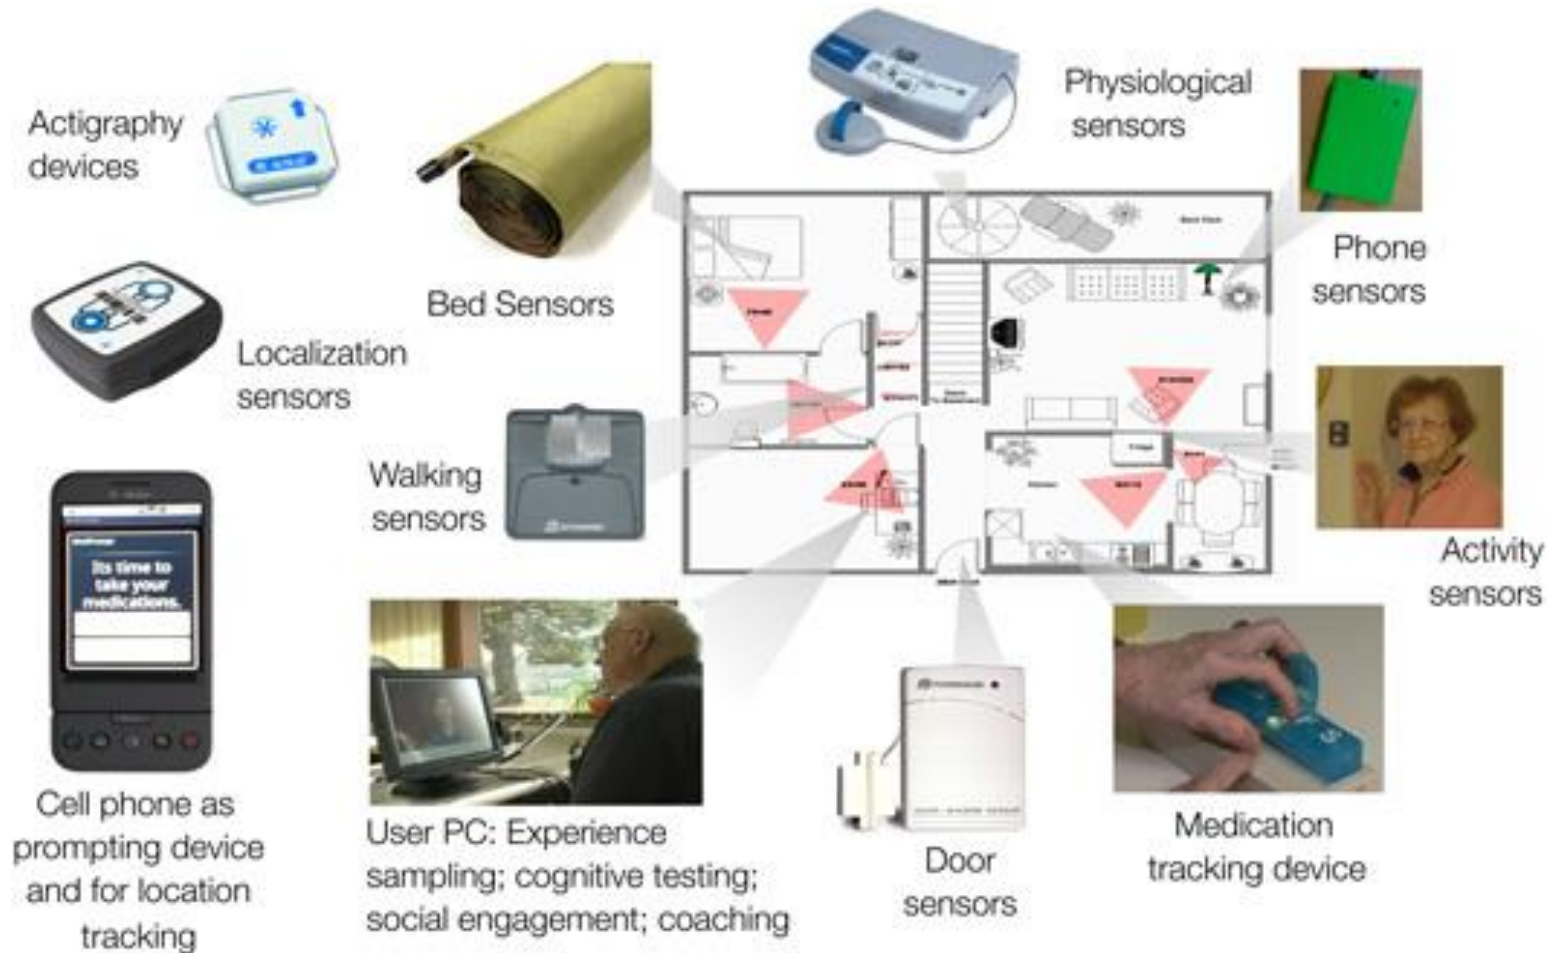 Actigraphy
devices
Bed Sensors
Physiological
sensors
Phone
sensors
Localization
sensors
Walking
sensors
Activity
sensors
Its time to
take your
medications.
Cell phone as
prompting device
and for location
tracking
User PC: Experience
sampling; cognitive testing;
social engagement; coaching
Door
sensors
Medication
tracking device